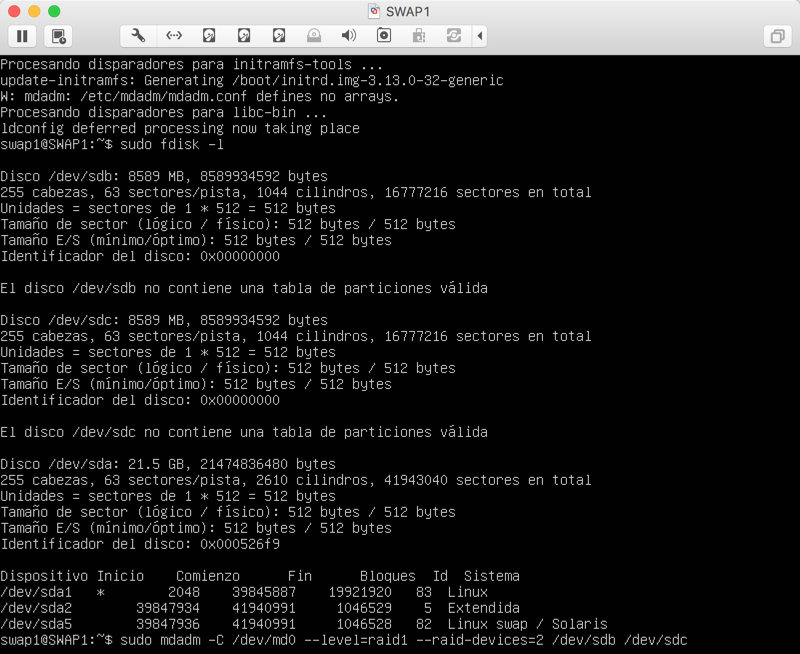 SWAP1
Procesando disparadores para initramfs-tools ...
update-initramfs: Generating /boot/initrd.img-3.13.0-32-generic
W: mdadm: /etc/mdadm/mdadm.conf defines no arrays.
Procesando disparadores para libc-bin ...
ldconfig deferred processing now taking place
swap1@SWAP1:~$ sudo fdisk -l
Disco /dev/sdb: 8589 MB, 8589934592 bytes
255 cabezas, 63 sectores/pista, 1044 cilindros, 16777216 sectores en total
Unidades = sectores de 1 * 512 = 512 bytes
Tamaño de sector (lógico / físico): 512 bytes / 512 bytes
Tamaño E/S (mínimo/óptimo): 512 bytes / 512 bytes
Identificador del disco: 0x00000000
El disco /dev/sdb no contiene una tabla de particiones válida
Disco /dev/sdc: 8589 MB, 8589934592 bytes
255 cabezas, 63 sectores/pista, 1044 cilindros, 16777216 sectores en total
Unidades = sectores de 1 * 512 = 512 bytes
Tamaño de sector (lógico / físico): 512 bytes / 512 bytes
Tamaño E/S (mínimo/óptimo): 512 bytes / 512 bytes
Identificador del disco: 0x00000000
El disco /dev/sdc no contiene una tabla de particiones válida
Disco /dev/sda: 21.5 GB, 21474836480 bytes
255 cabezas, 63 sectores/pista, 2610 cilindros, 41943040 sectores en total
Unidades = sectores de 1 * 512 = 512 bytes
Tamaño de sector (lógico / físico): 512 bytes / 512 bytes
Tamaño E/S (mínimo/óptimo): 512 bytes / 512 bytes
Identificador del disco: 0x000526f9
Dispositivo Inicio    Comienzo      Fin      Bloques  Id  Sistema
/dev/sda1   *        2048    39845887    19921920   83  Linux
/dev/sda2        39847934    41940991     1046529    5  Extendida
/dev/sda5        39847936    41940991     1046528   82  Linux swap / Solaris
swap1@SWAP1:~$ sudo mdadm -C /dev/md0 --level=raid1 --raid-devices=2 /dev/sdb /dev/sdc